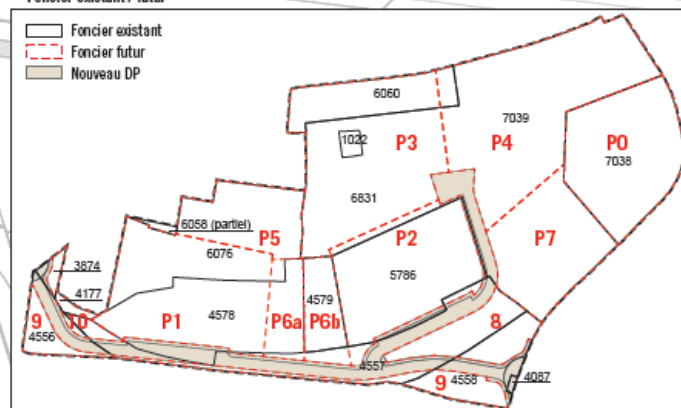 Foncier existant
Foncier futur
Nouveau DP
6060
7039
1022
P3
P4
P0
7038
6831
6058 (partiel)
P5
P2
P7
6076
3874
5786
4177
4579
4578
9
10
P1
P6a
P6b
8
4556
4557
9
4558
4087